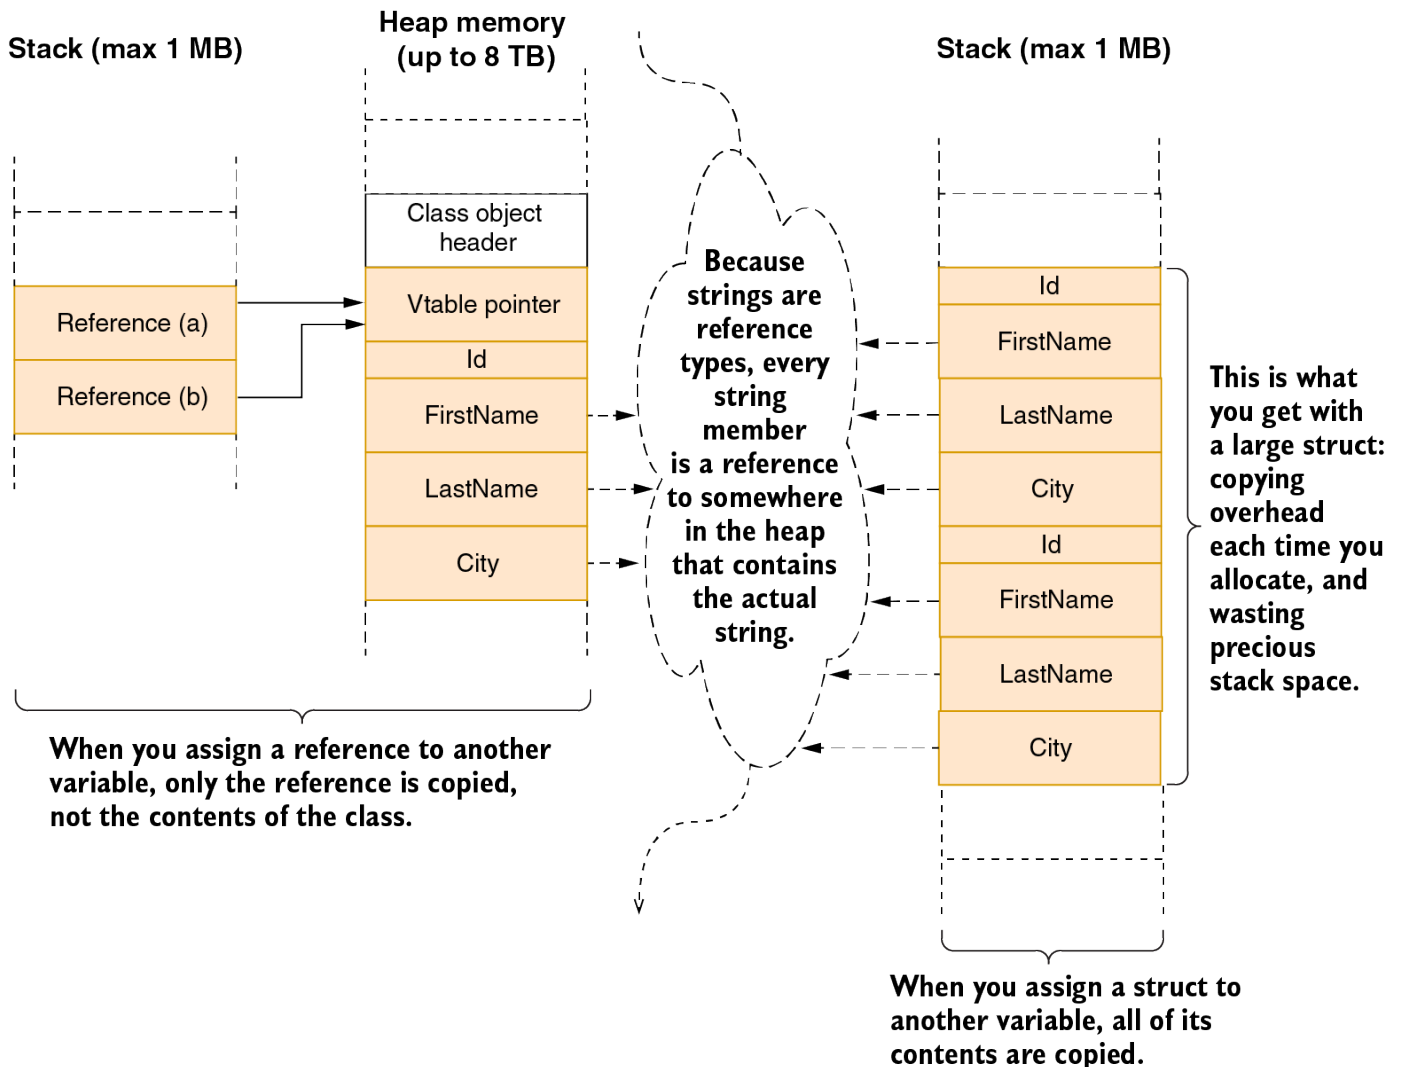 Stack (max 1 MB)
Heap memory
(up to 8 TB)
Stack (max 1 MB)
Reference (a)
Reference (b)
Class object
header
Vtable pointer
Id
FirstName
LastName
City
Because
strings are
reference
types, every
string
member
is a reference
to somewhere
in the heap
that contains
the actual
string.
Id
FirstName
LastName
City
Id
FirstName
LastName
City
This is what
you get with
a large struct:
copying
overhead
each time you
allocate, and
wasting
precious
stack space.
When you assign a reference to another
variable, only the reference is copied,
not the contents of the class.
When you assign a struct to
another variable, all of its
contents are copied.